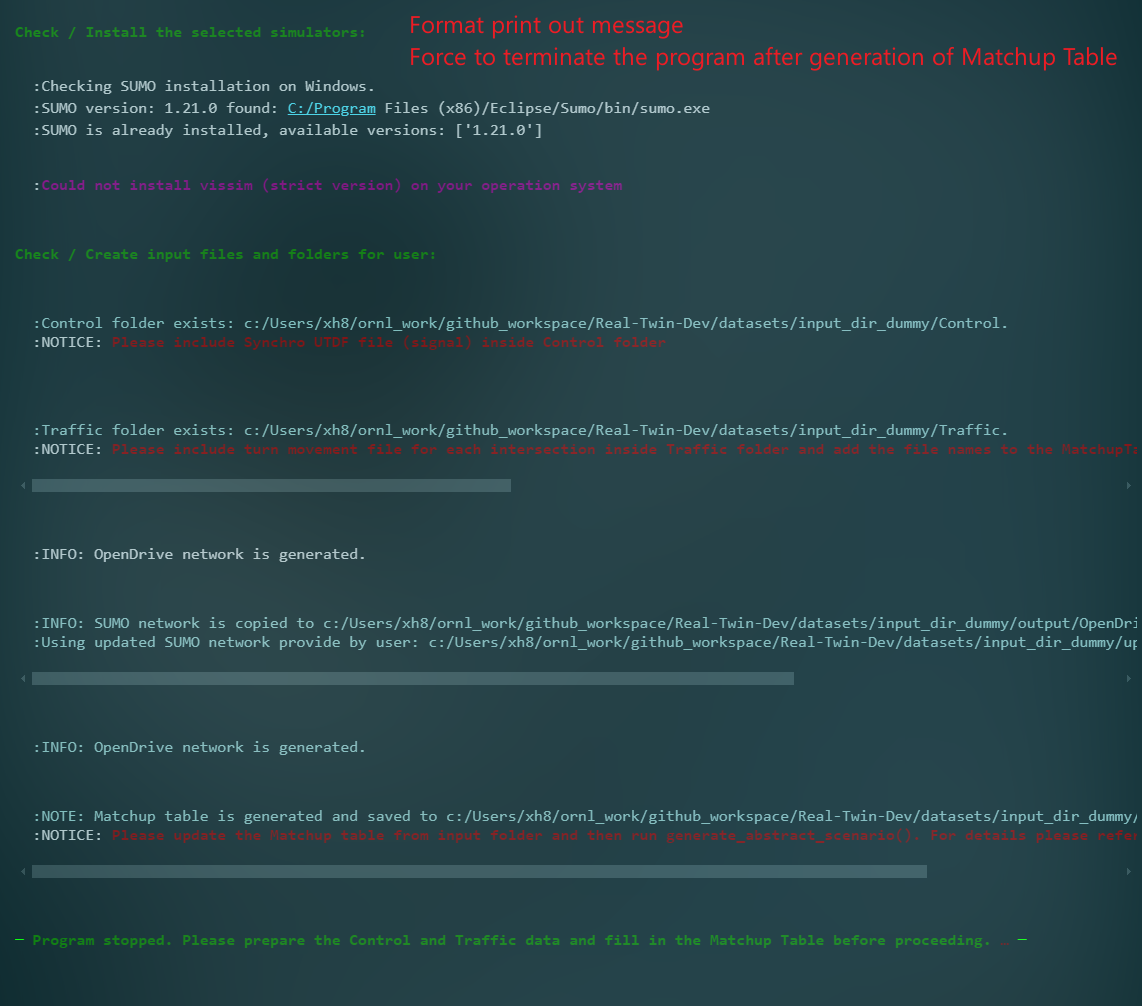 Format print out message
Check / Install the selected simulators:
Force to terminate the program after generation of Matchup Table
:Checking SUMO installation on Windows.
:SUMO version: 1.21.0 found: C:/Program Files (x86)/Eclipse/Sumo/bin/sumo.exe
:SUMO is already installed, available versions: ['1.21.0']
:Could not install vissim (strict version) on your operation system
Check / Create input files and folders for user:
:Control folder exists: c:/Users/xh8/ornl_work/github_workspace/Real-Twin-Dev/datasets/input_dir_dummy/Control.
:NOTICE: Please include Synchro UTDF file (signal) inside Control folder
:Traffic folder exists: c:/Users/xh8/ornl_work/github_workspace/Real-Twin-Dev/datasets/input_dir_dummy/Traffic.
:NOTICE: Please include turn movement file for each intersection inside Traffic folder and add the file names to the MatchupT
:INFO: OpenDrive network is generated.
:INFO: SUMO network is copied to c:/Users/xh8/ornl_work/github_workspace/Real-Twin-Dev/datasets/input_dir_dummy/output/OpenDri
:Using updated SUMO network provide by user: c:/Users/xh8/ornl_work/github_workspace/Real-Twin-Dev/datasets/input_dir_dummy/up
:INFO: OpenDrive network is generated.
:NOTE: Matchup table is generated and saved to c:/Users/xh8/ornl_work/github_workspace/Real-Twin-Dev/datasets/input_dir_dummy/
:NOTICE: Please update the Matchup table from input folder and then run generate_abstract_scenario(). For details please refer
— Program stopped. Please prepare the Control and Traffic data and fill in the Matchup Table before proceeding. —